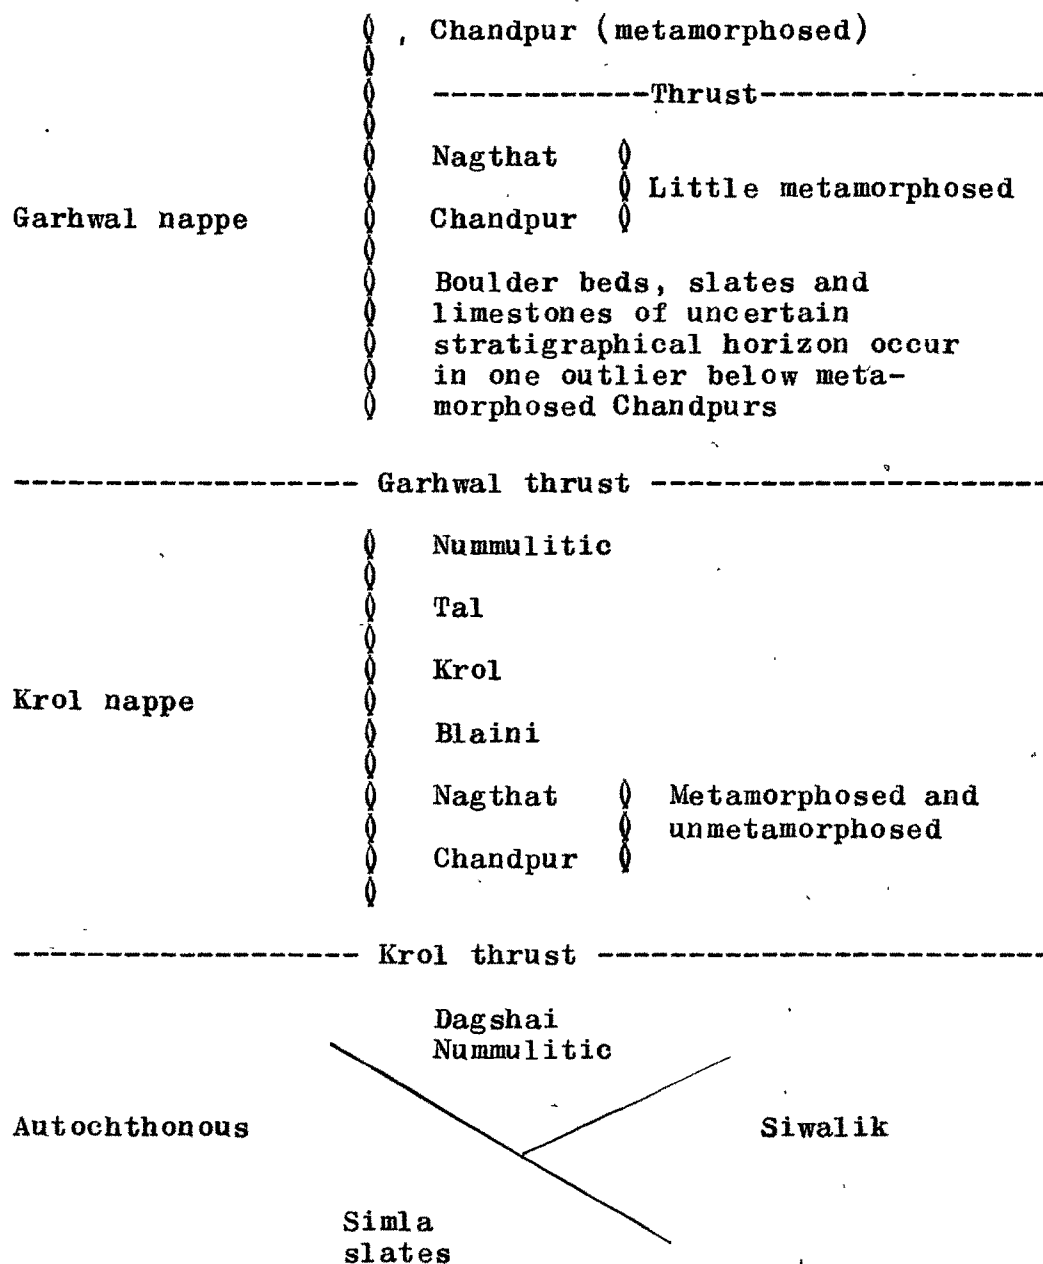 Chandpur (metamorphosed)
------------Thrust----------------
Nagthat
Little metamorphosed
Garhwal nappe
Chandpur
Boulder beds, slates and
limestones of uncertain
stratigraphical horizon occur
in one outlier below meta-
morphosed Chandpurs
------------------- Garhwal thrust ----------------------
Nummulitic
Tal
Krol
Krol nappe
Blaini
Nagthat
Metamorphosed and
unmetamorphosed
Chandpur
------------------- Krol thrust -------------------------
Dagshai
Nummulitic
Autochthonous
Siwalik
Simla
slates